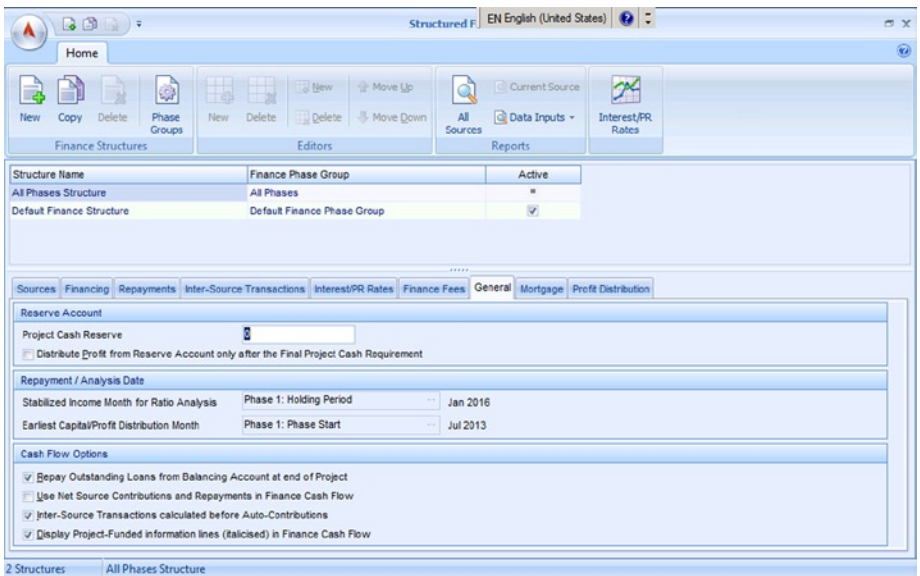 Structured F
EN English (United States)
Home
New
Copy
Delete
Phase Groups
Finance Structures
New
Delete
New
Delete
Move Up
Move Down
Editors
All Sources
Current Source
Data Inputs
Reports
Interest/PR Rates
Structure Name Finance Phase Group Active
All Phases Structure All Phases
Default Finance Structure Default Finance Phase Group
Sources Financing Repayments Inter-Source Transactions Interest/PR Rates Finance Fees General Mortgage Profit Distribution
Reserve Account
Project Cash Reserve 0
Distribute Profit from Reserve Account only after the Final Project Cash Requirement
Repayment / Analysis Date
Stabilized Income Month for Ratio Analysis Phase 1: Holding Period Jan 2016
Earliest Capital/Profit Distribution Month Phase 1: Phase Start Jul 2013
Cash Flow Options
Repay Outstanding Loans from Balancing Account at end of Project
Use Net Source Contributions and Repayments in Finance Cash Flow
Inter-Source Transactions calculated before Auto-Contributions
Display Project-Funded information lines (italicised) in Finance Cash Flow
2 Structures All Phases Structure